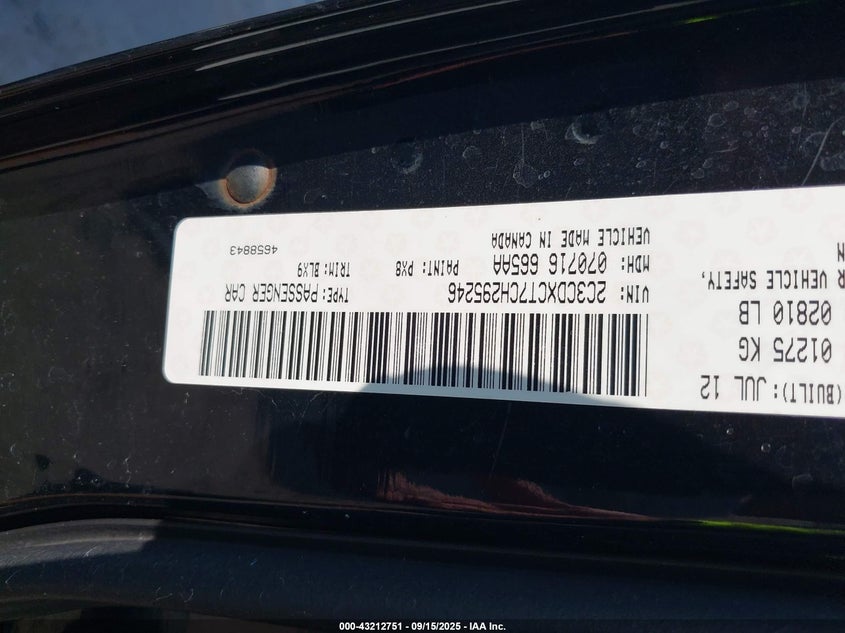 (BUILT): JUL 12
01275 KG
02810 LB
R VEHICLE SAFETY,
N
VIN: 2C3CDXCT7CH295246
TYPE: PASSENGER CAR
MDH: 070716 665AA
PAINT: PX8
TRIM: BLX9
VEHICLE MADE IN CANADA
4658843
000-43212751 - 09/15/2025 - IAA Inc.